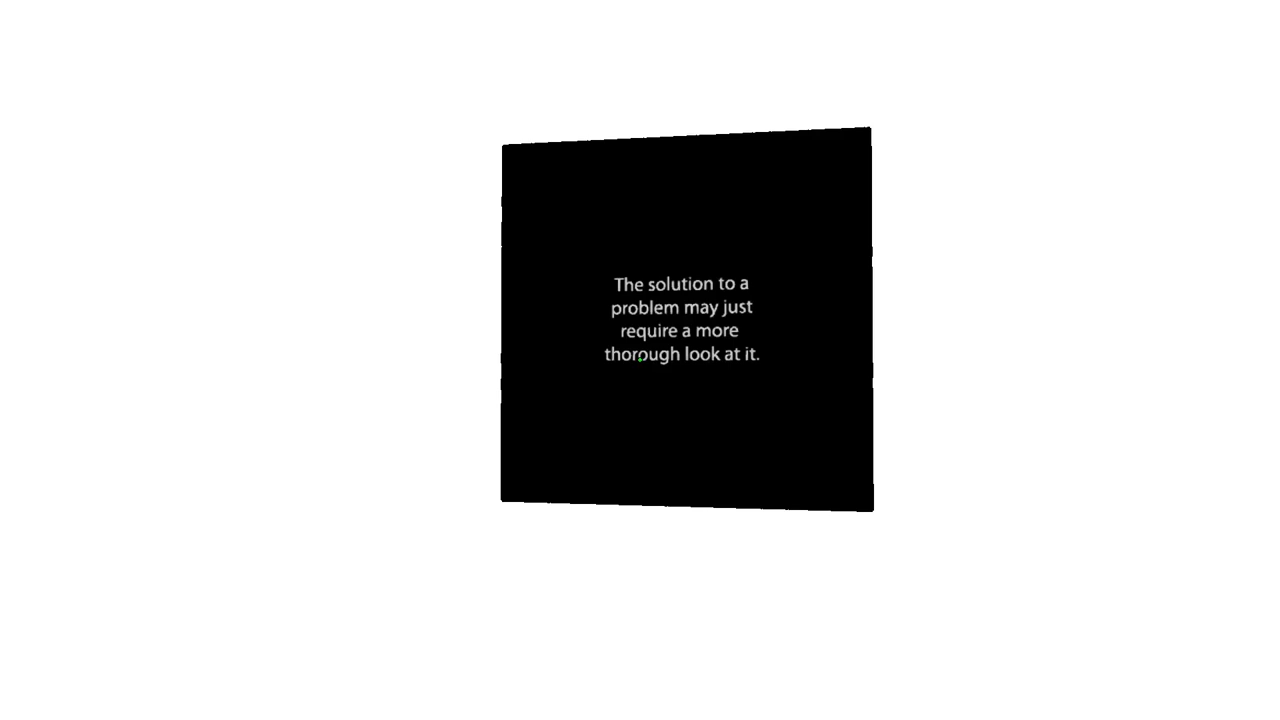 The solution to a
problem may just
require a more
thorough look at it.